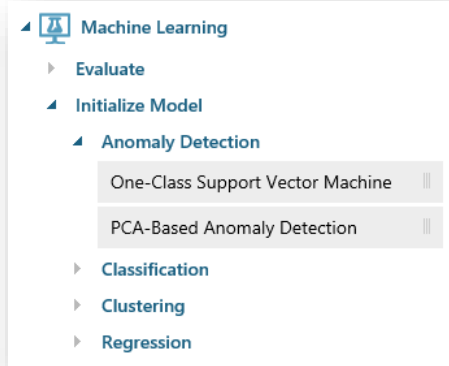 Machine Learning
Evaluate
Initialize Model
Anomaly Detection
One-Class Support Vector Machine
PCA-Based Anomaly Detection
Classification
Clustering
Regression